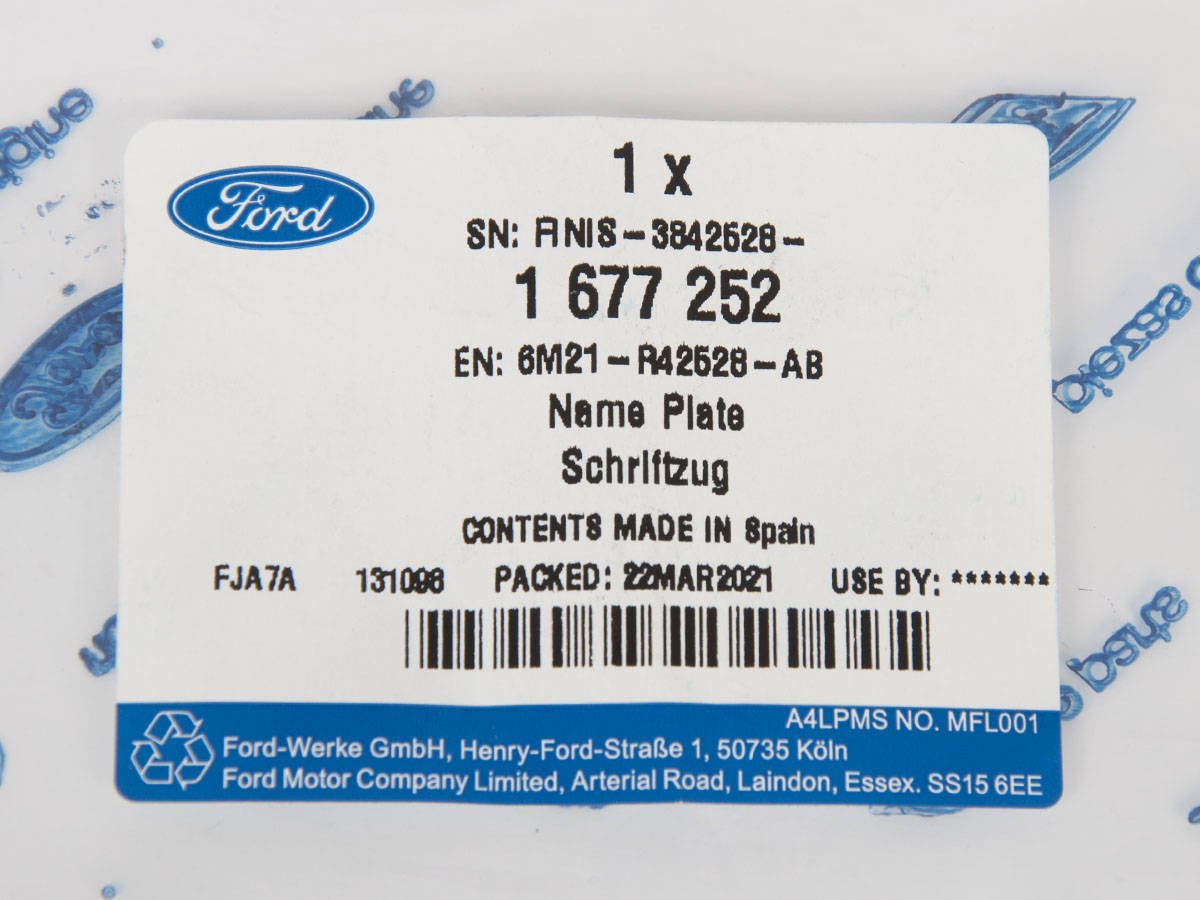 Ford
1 x
SN: FINIS-3842528-
1 677 252
EN: 6M21-R42528-AB
Name Plate
Schriftzug
CONTENTS MADE IN Spain
FJA7A 131096 PACKED: 22MAR2021 USE BY: *******
A4LPMS NO. MFL001
Ford-Werke GmbH, Henry-Ford-Straße 1, 50735 Köln
Ford Motor Company Limited, Arterial Road, Laindon, Essex. SS15 6EE